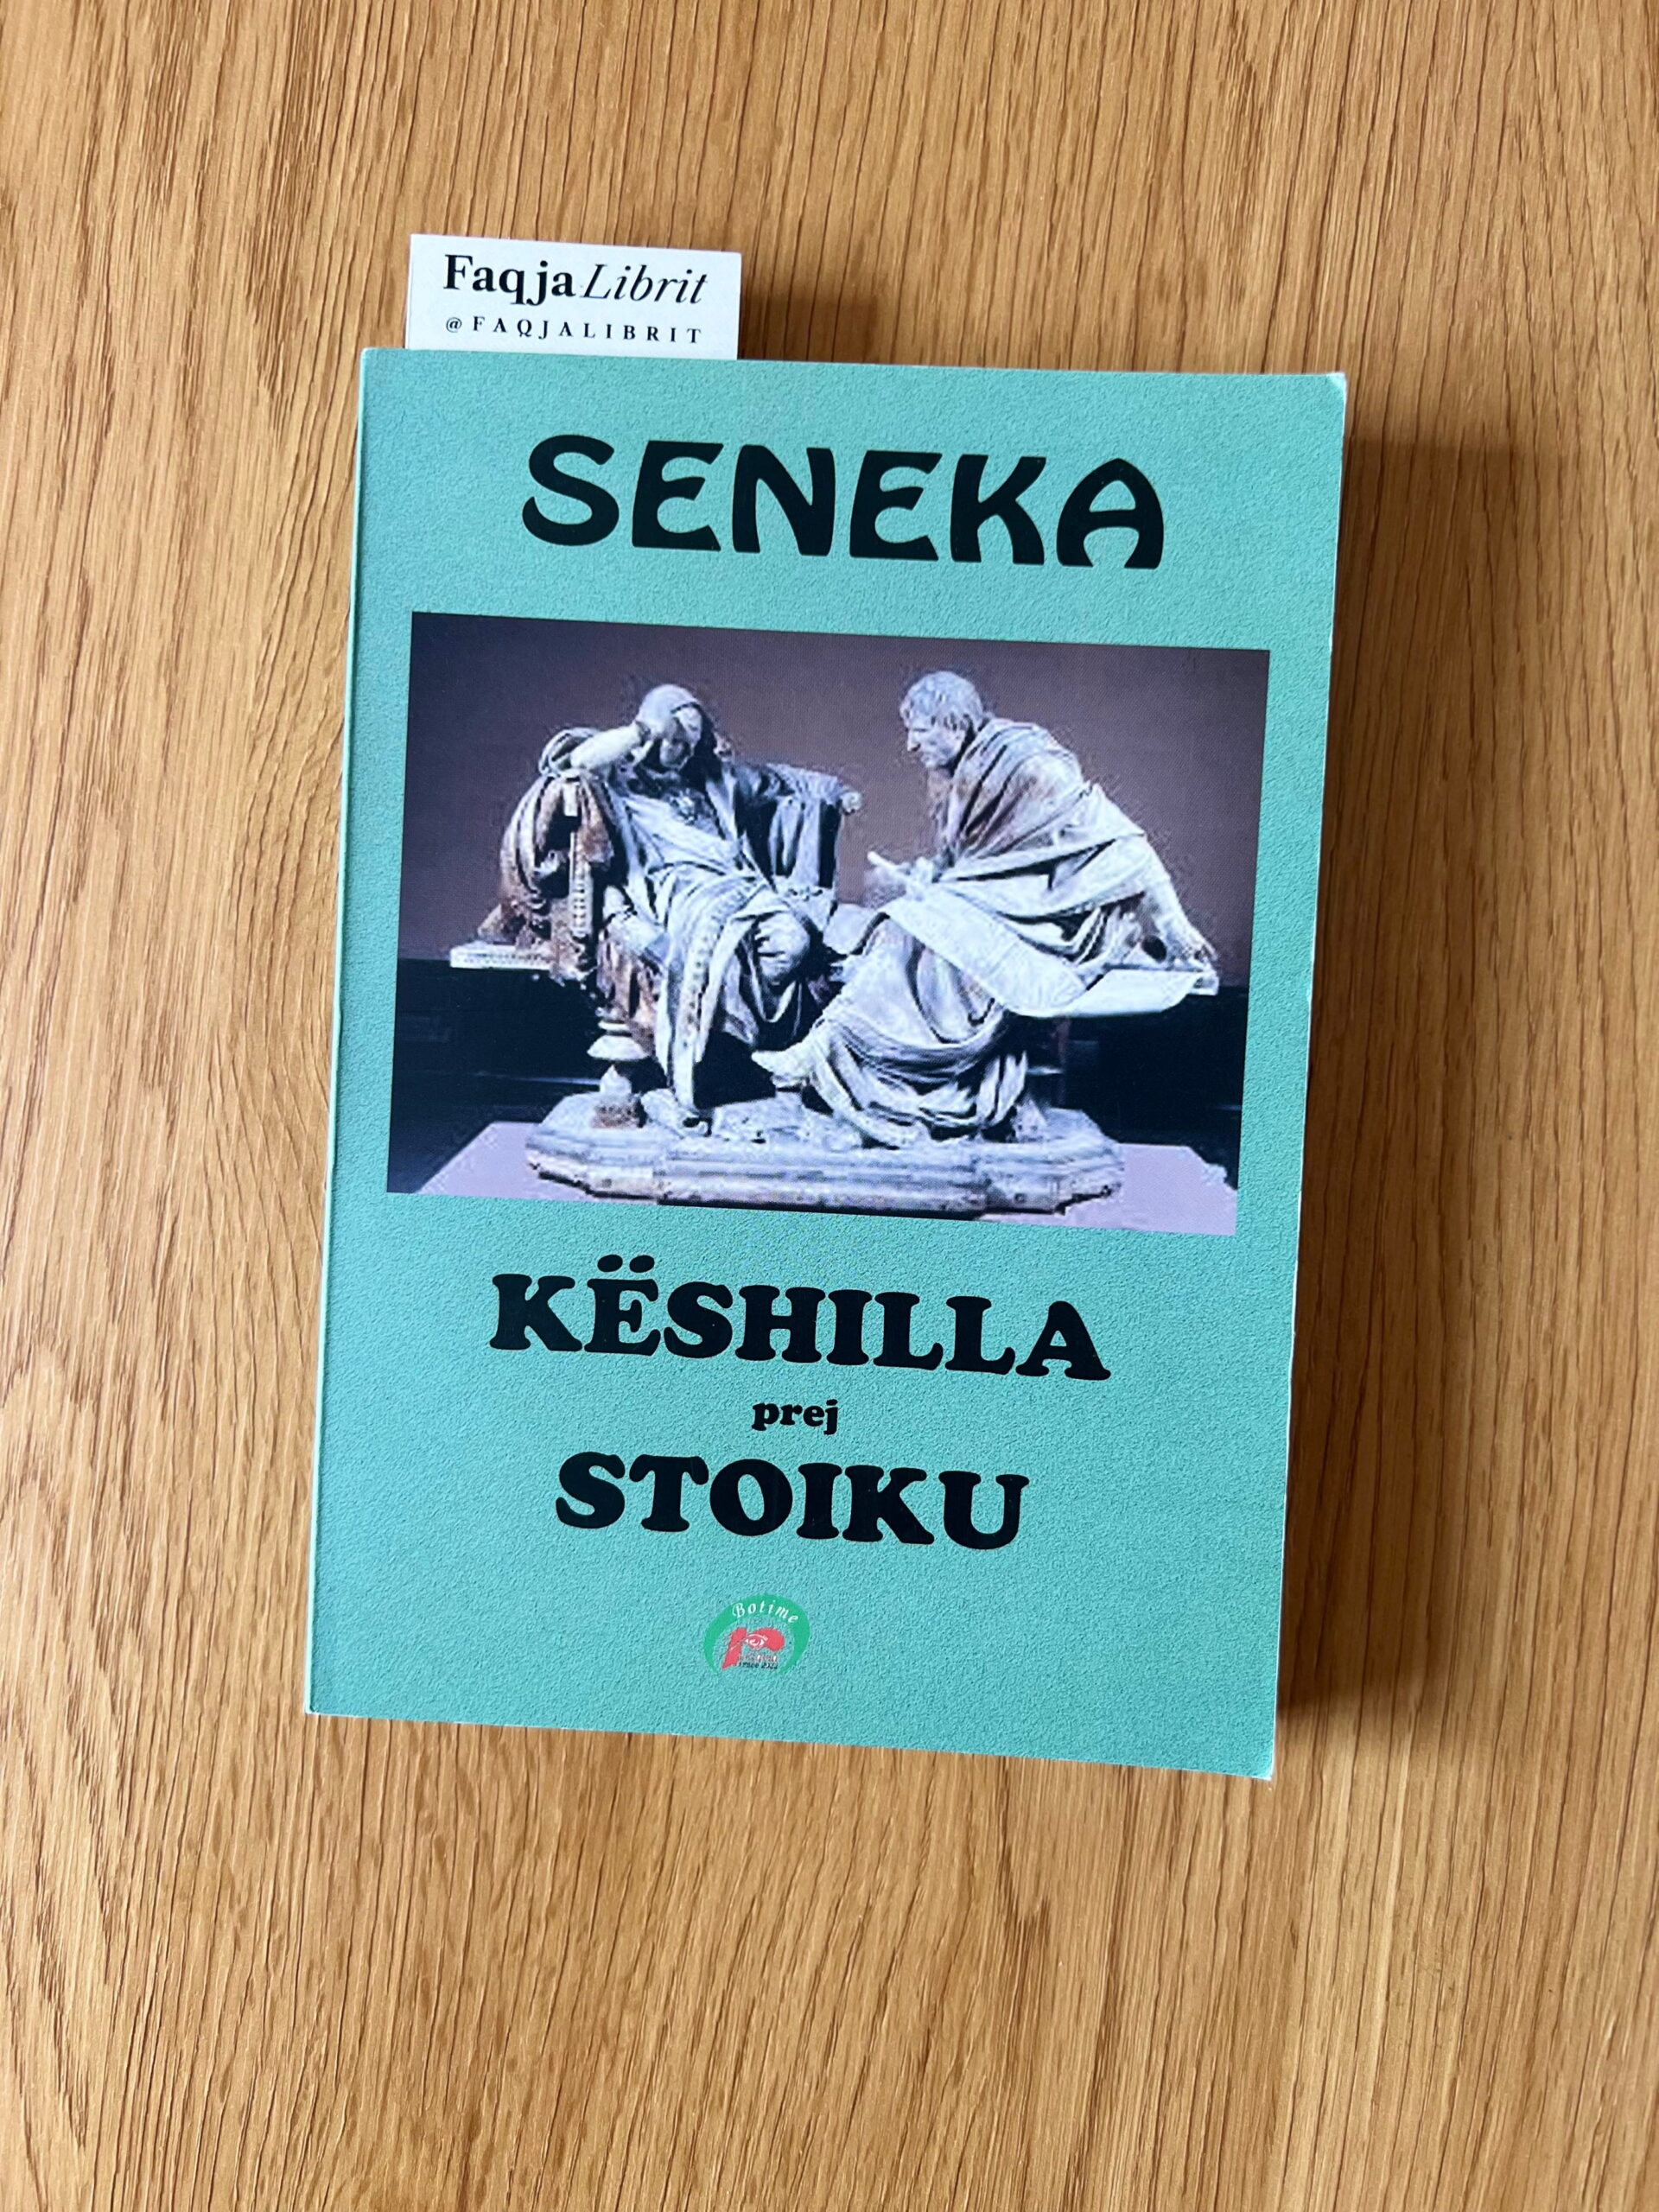 FaqjaLibrit
@FAQJALIBRIT
SENEKA
KËSHILLA
prej
STOIKU
Botime